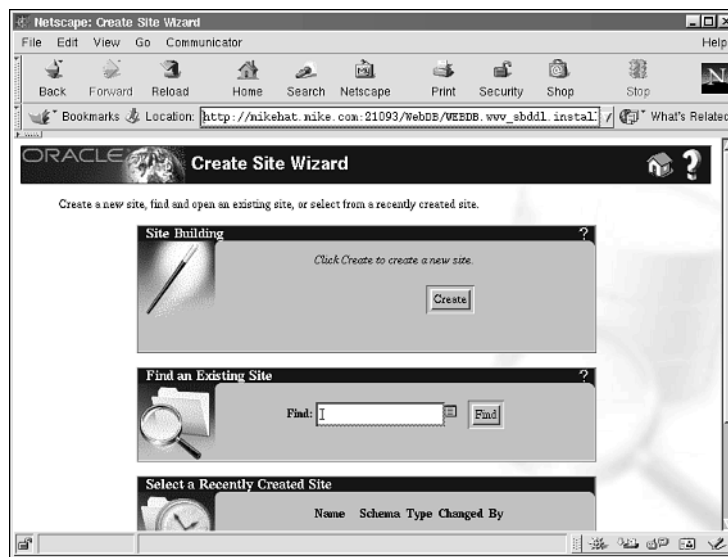 Netscape: Create Site Wizard
File Edit View Go Communicator Help
Back Forward Reload Home Search Netscape Print Security Shop Stop
My
N
Bookmarks Location: http://nikehat.nike.com:21093/WebDB/WEBDB.wwv_sbddl.instal What's Related
ORACLE Create Site Wizard ?
Create a new site, find and open an existing site, or select from a recently created site.
Site Building ?
Click Create to create a new site.
Create
Find an Existing Site ?
Find: Find
Select a Recently Created Site
Name Schema Type Changed By